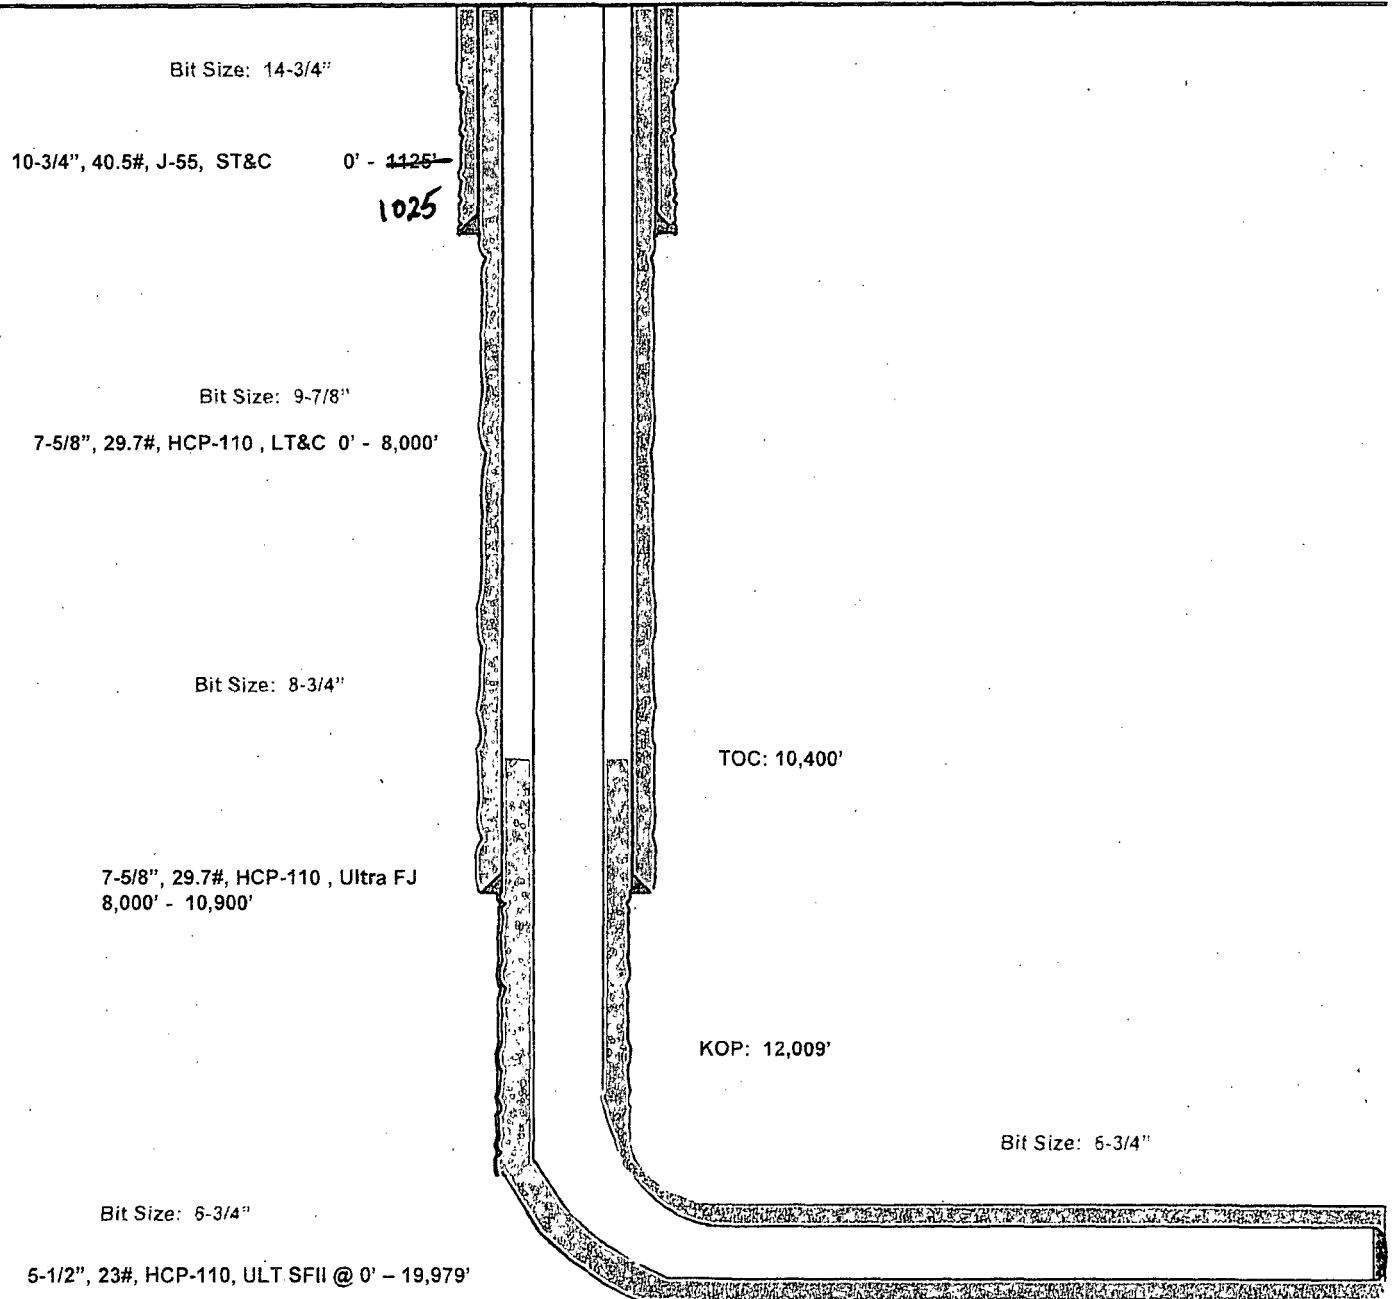 Bit Size: 14-3/4"
10-3/4", 40.5#, J-55, ST&C 0' - 1125'
1025
Bit Size: 9-7/8"
7-5/8", 29.7#, HCP-110 , LT&C 0' - 8,000'
Bit Size: 8-3/4"
TOC: 10,400'
7-5/8", 29.7#, HCP-110 , Ultra FJ
8,000' - 10,900'
KOP: 12,009'
Bit Size: 6-3/4"
Bit Size: 6-3/4"
5-1/2", 23#, HCP-110, ULT SFII @ 0' – 19,979'